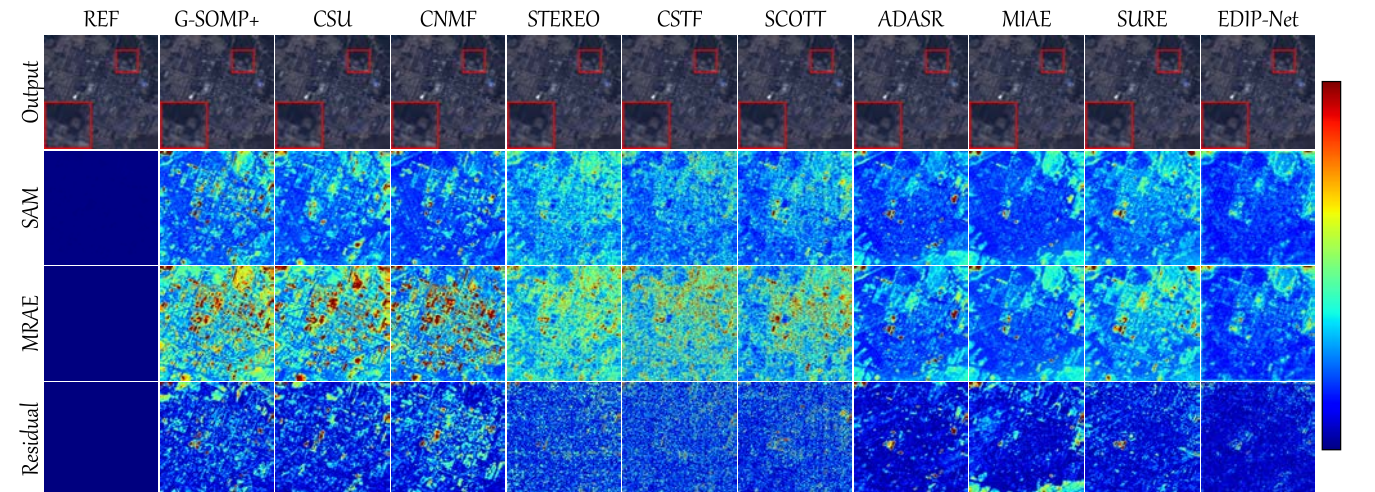 REF G-SOMP+ CSU CNMF STEREO CSTF SCOTT ADASR MIAE SURE EDIP-Net
Output
SAM
MRAE
Residual